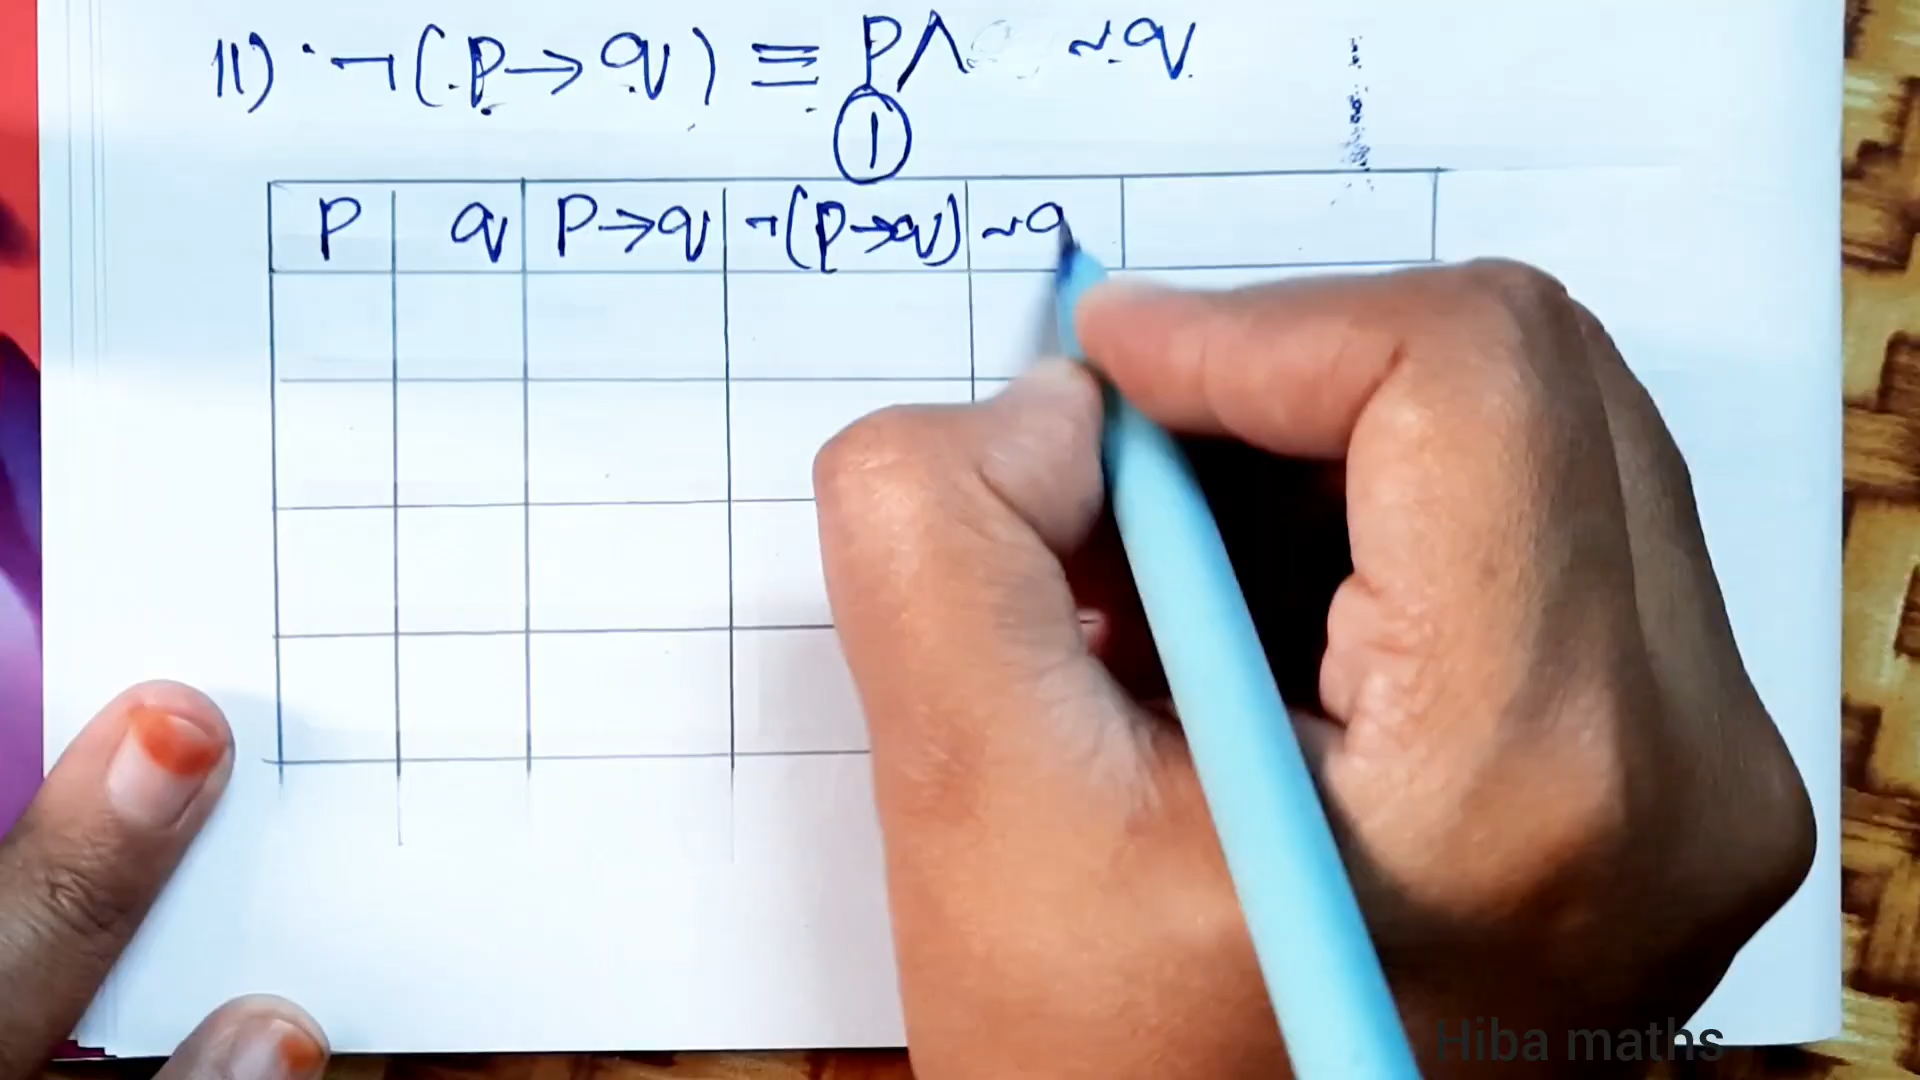 11) ¬(p→q) ≡ p∧ ~q
1
p q p→q ¬(p→q) ~q
Hiba maths